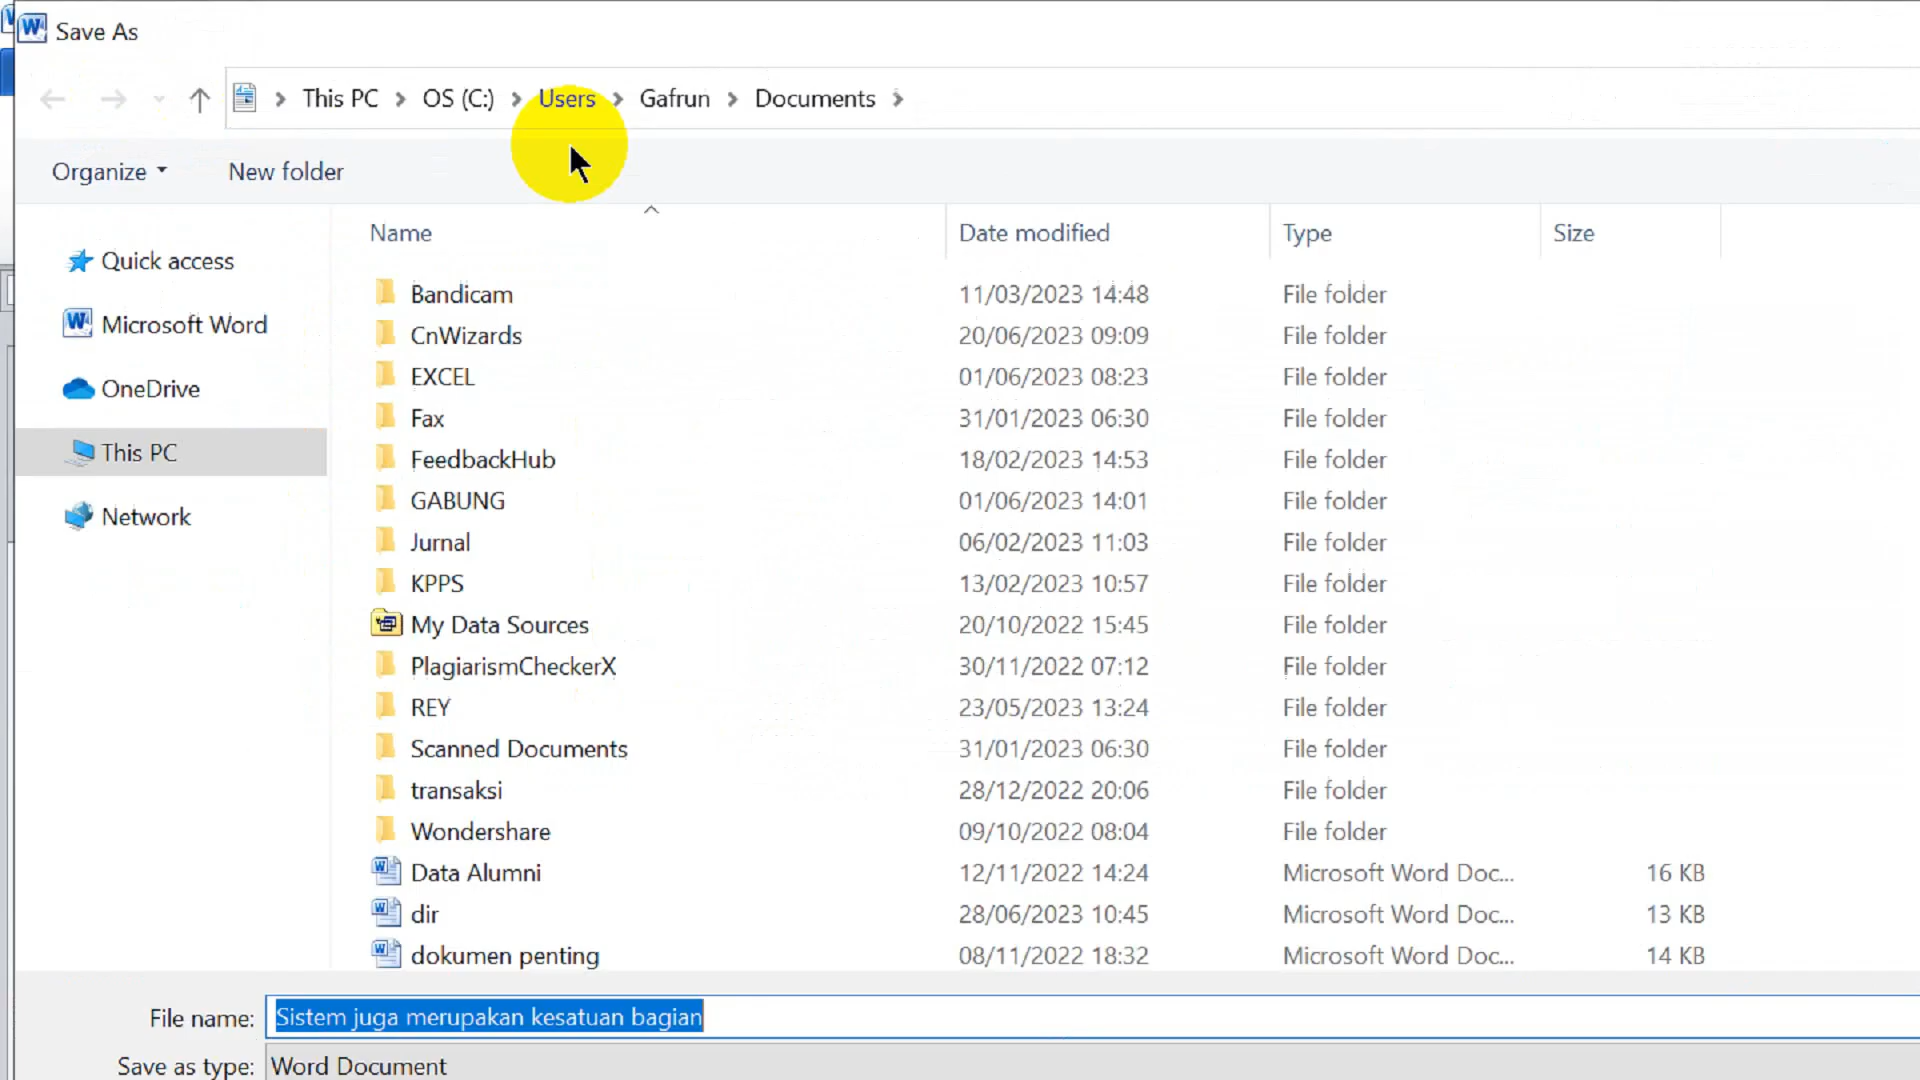 Save As
This PC > OS (C:) > Users > Gafrun > Documents >
Organize New folder
Name Date modified Type Size
Quick access
Microsoft Word
OneDrive
This PC
Network
Bandicam 11/03/2023 14:48 File folder
CnWizards 20/06/2023 09:09 File folder
EXCEL 01/06/2023 08:23 File folder
Fax 31/01/2023 06:30 File folder
FeedbackHub 18/02/2023 14:53 File folder
GABUNG 01/06/2023 14:01 File folder
Jurnal 06/02/2023 11:03 File folder
KPPS 13/02/2023 10:57 File folder
My Data Sources 20/10/2022 15:45 File folder
PlagiarismCheckerX 30/11/2022 07:12 File folder
REY 23/05/2023 13:24 File folder
Scanned Documents 31/01/2023 06:30 File folder
transaksi 28/12/2022 20:06 File folder
Wondershare 09/10/2022 08:04 File folder
Data Alumni 12/11/2022 14:24 Microsoft Word Doc... 16 KB
dir 28/06/2023 10:45 Microsoft Word Doc... 13 KB
dokumen penting 08/11/2022 18:32 Microsoft Word Doc... 14 KB
File name: Sistem juga merupakan kesatuan bagian
Save as type: Word Document